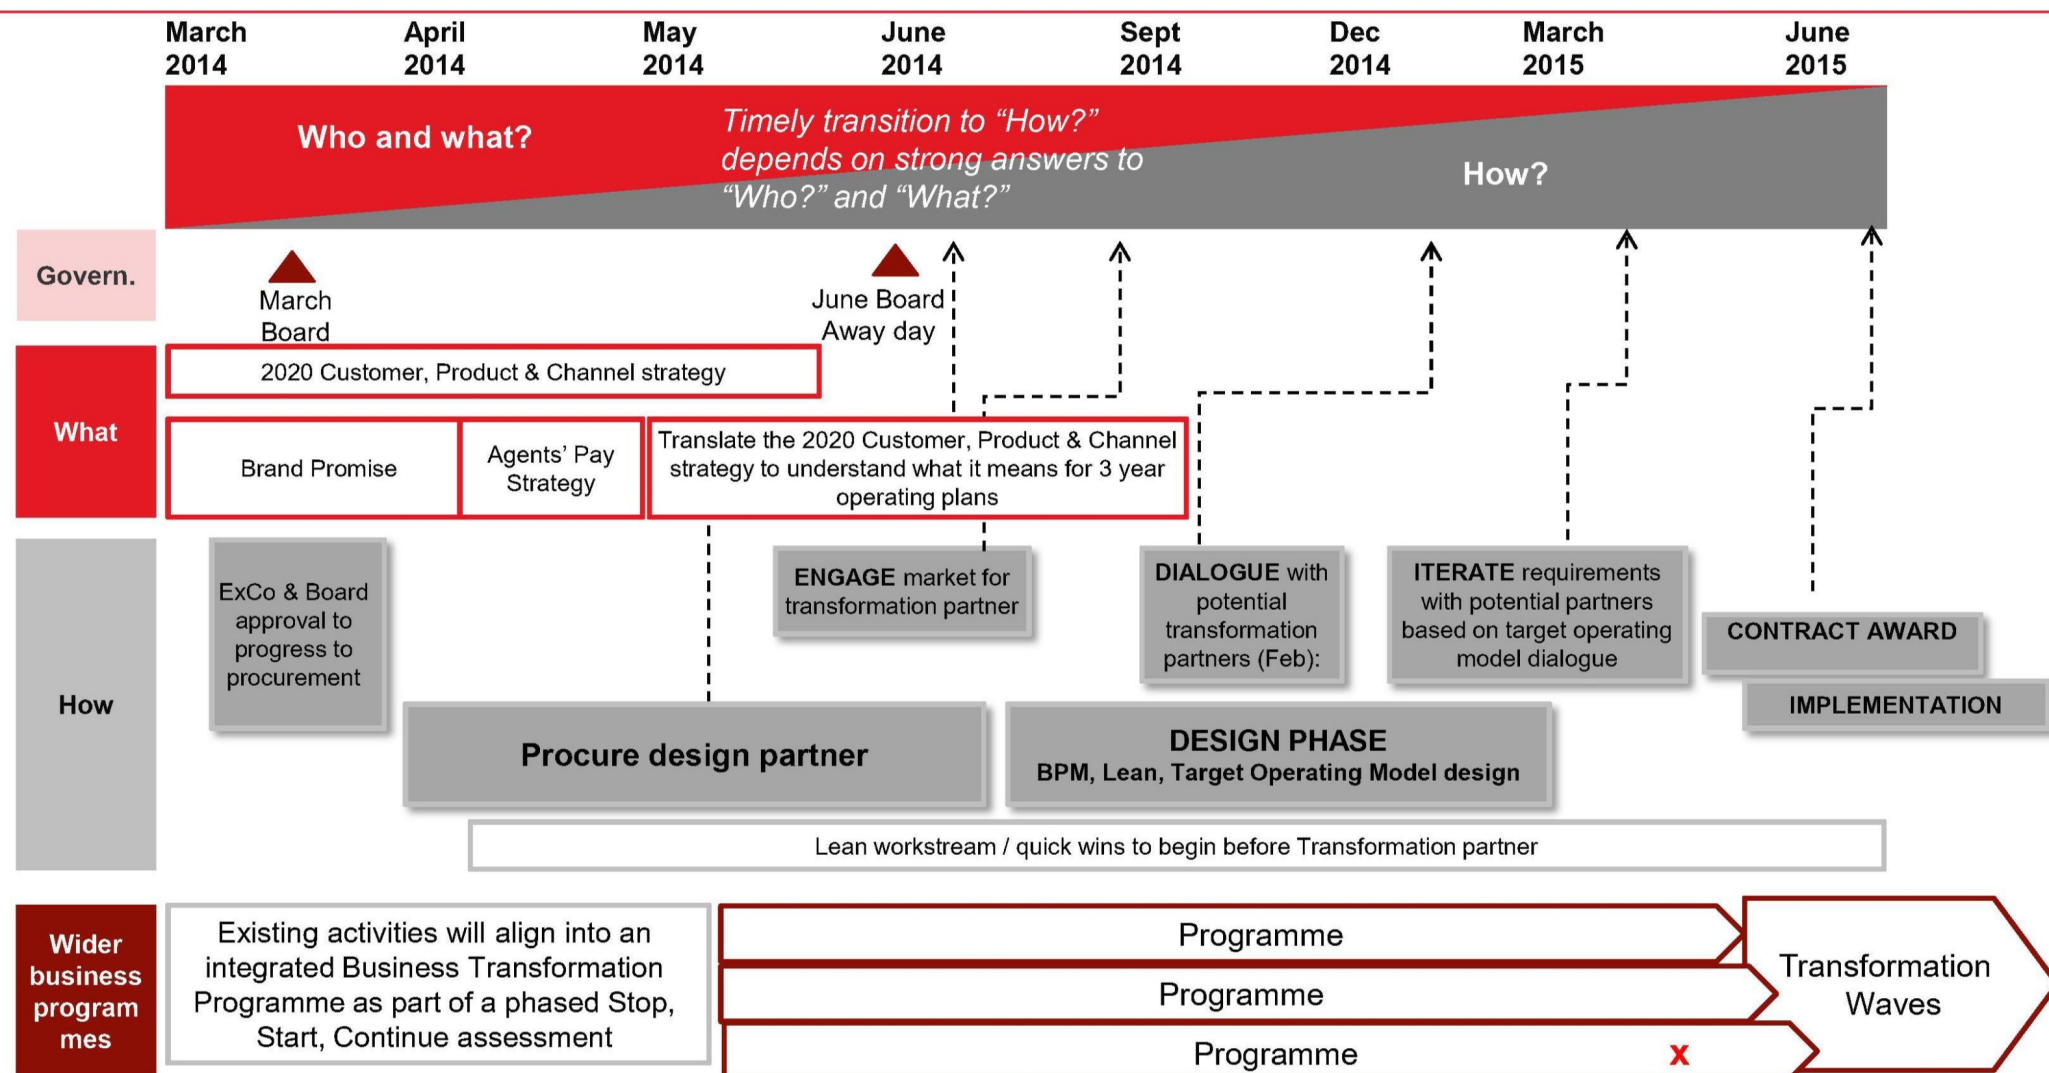 March
2014
April
2014
May
2014
June
2014
Sept
2014
Dec
2014
March
2015
June
2015
Who and what?
Timely transition to “How?”
depends on strong answers to
“Who?” and “What?”
How?
Govern.
March
Board
June Board
Away day
What
2020 Customer, Product & Channel strategy
Brand Promise
Agents’ Pay
Strategy
Translate the 2020 Customer, Product & Channel
strategy to understand what it means for 3 year
operating plans
How
ExCo & Board
approval to
progress to
procurement
ENGAGE market for
transformation partner
DIALOGUE with
potential
transformation
partners (Feb):
ITERATE requirements
with potential partners
based on target operating
model dialogue
CONTRACT AWARD
IMPLEMENTATION
Procure design partner
DESIGN PHASE
BPM, Lean, Target Operating Model design
Lean workstream / quick wins to begin before Transformation partner
Wider
business
program
mes
Existing activities will align into an
integrated Business Transformation
Programme as part of a phased Stop,
Start, Continue assessment
Programme
Programme
Programme
x
Transformation
Waves